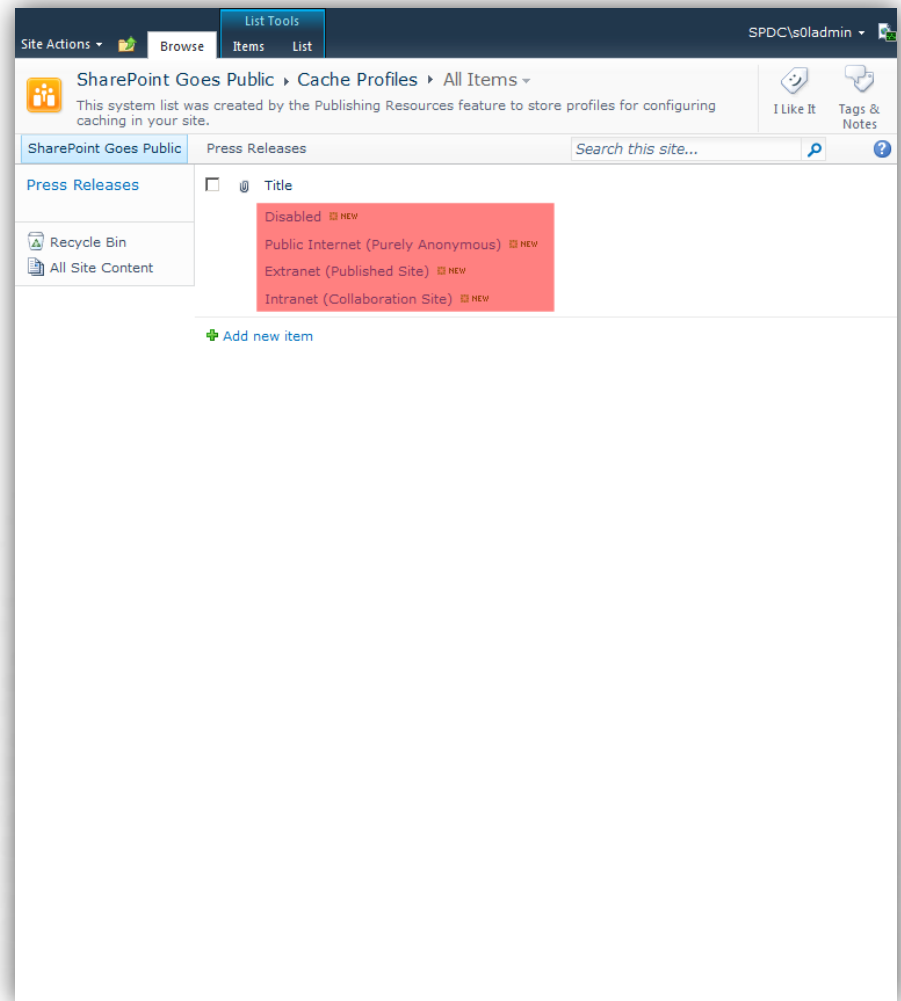 List Tools
Site Actions Browse Items List SPDC\s0ladmin
SharePoint Goes Public Cache Profiles All Items
This system list was created by the Publishing Resources feature to store profiles for configuring
caching in your site.
I Like It Tags &
Notes
SharePoint Goes Public Press Releases Search this site...
Press Releases
Recycle Bin
All Site Content
Title
Disabled NEW
Public Internet (Purely Anonymous) NEW
Extranet (Published Site) NEW
Intranet (Collaboration Site) NEW
Add new item